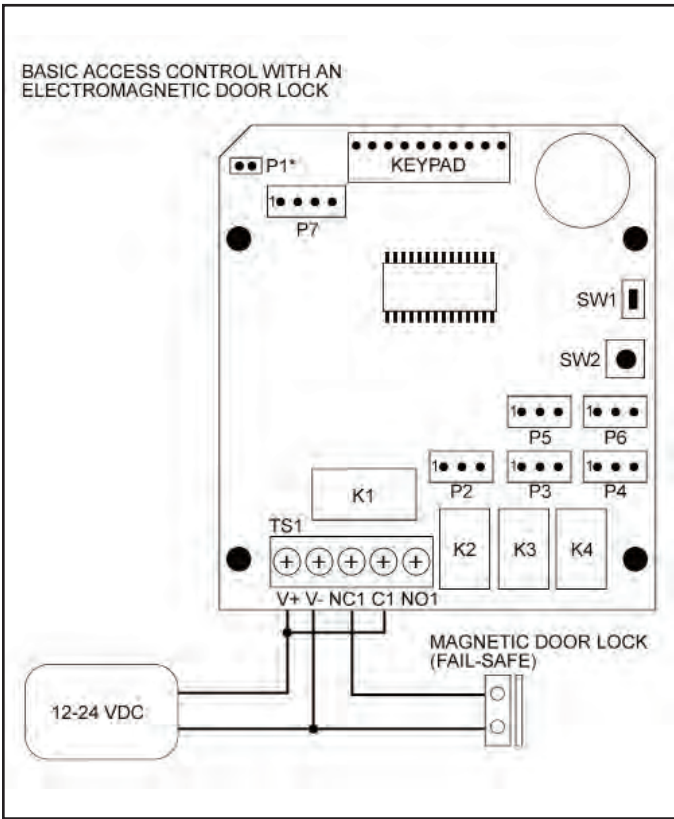 BASIC ACCESS CONTROL WITH AN
ELECTROMAGNETIC DOOR LOCK
P1*
KEYPAD
1
P7
SW1
SW2
1 1
P5 P6
1 1 1
P2 P3 P4
K1
TS1
K2 K3 K4
V+ V- NC1 C1 NO1
MAGNETIC DOOR LOCK
(FAIL-SAFE)
12-24 VDC